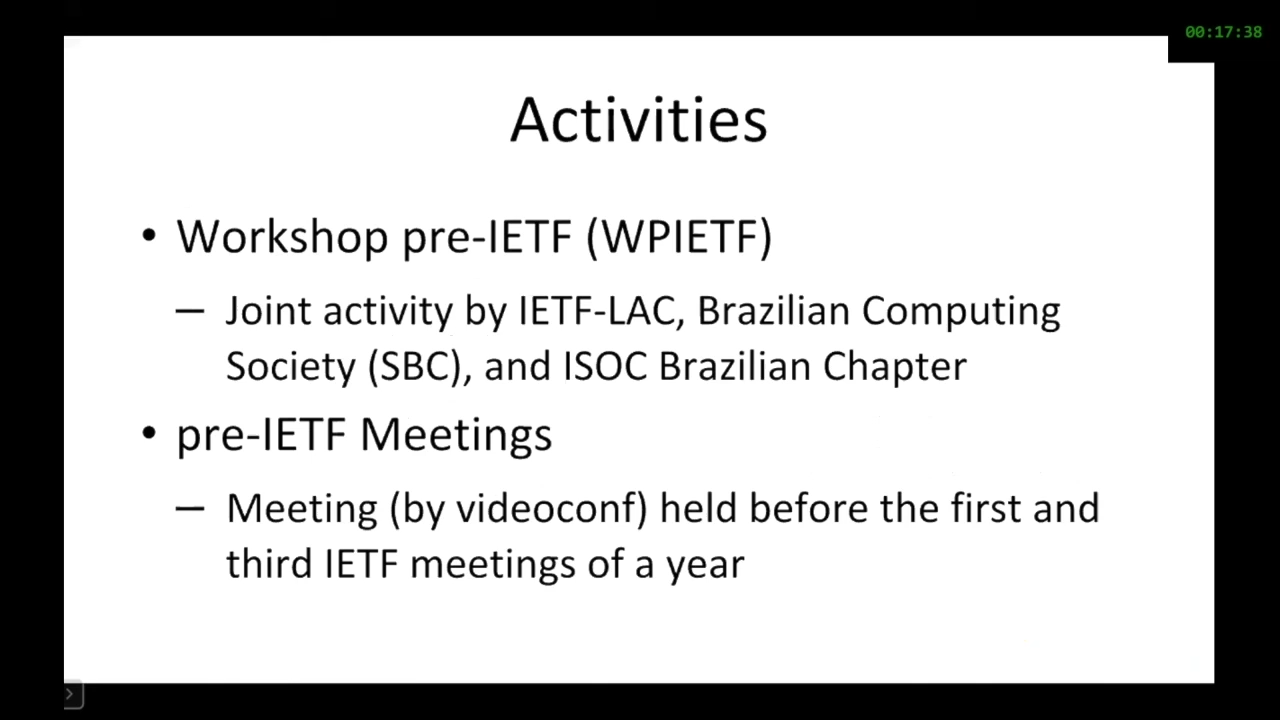 00:17:38
Activities
• Workshop pre-IETF (WPIETF)
– Joint activity by IETF-LAC, Brazilian Computing
Society (SBC), and ISOC Brazilian Chapter
• pre-IETF Meetings
– Meeting (by videoconf) held before the first and
third IETF meetings of a year